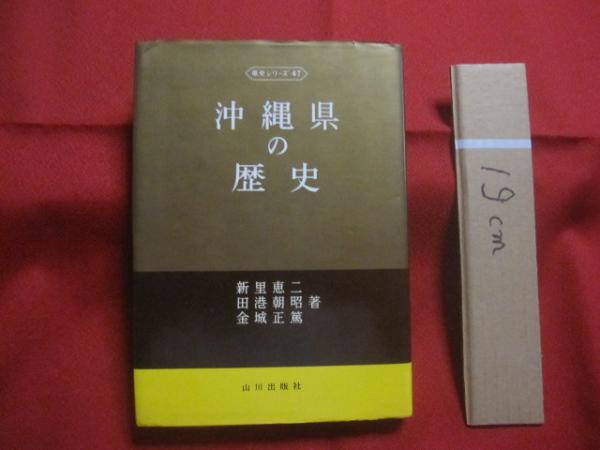 県史シリーズ 47
沖縄県
の
歴史
新里恵二
田港朝昭 著
金城正篤
山川出版社
19cm